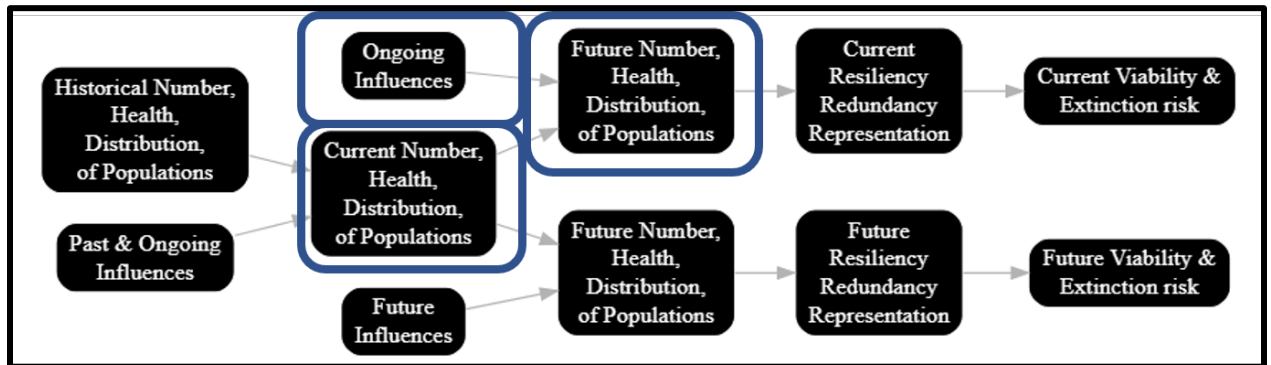 Historical Number,
Health,
Distribution,
of Populations
Past & Ongoing
Influences
Ongoing
Influences
Current Number,
Health,
Distribution,
of Populations
Future
Influences
Future Number,
Health,
Distribution,
of Populations
Future Number,
Health,
Distribution,
of Populations
Current
Resiliency
Redundancy
Representation
Future
Resiliency
Redundancy
Representation
Current Viability &
Extinction risk
Future Viability &
Extinction risk